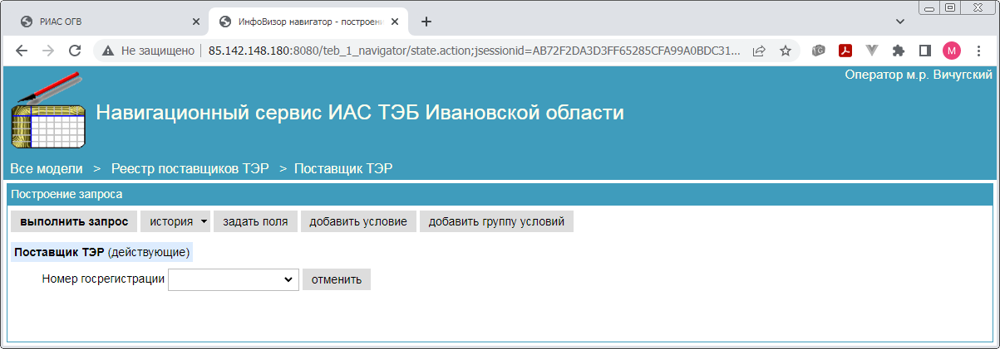 РИАС ОГВ
ИнфоВизор навигатор - построени
Не защищено
85.142.148.180:8080/teb_1_navigator/state.action;jsessionid=AB72F2DA3D3FF65285CFA99A0BDC31...
М
Оператор м.р. Вичугский
Навигационный сервис ИАС ТЭБ Ивановской области
Все модели > Реестр поставщиков ТЭР > Поставщик ТЭР
Построение запроса
выполнить запрос история задать поля добавить условие добавить группу условий
Поставщик ТЭР (действующие)
Номер госрегистрации отменить